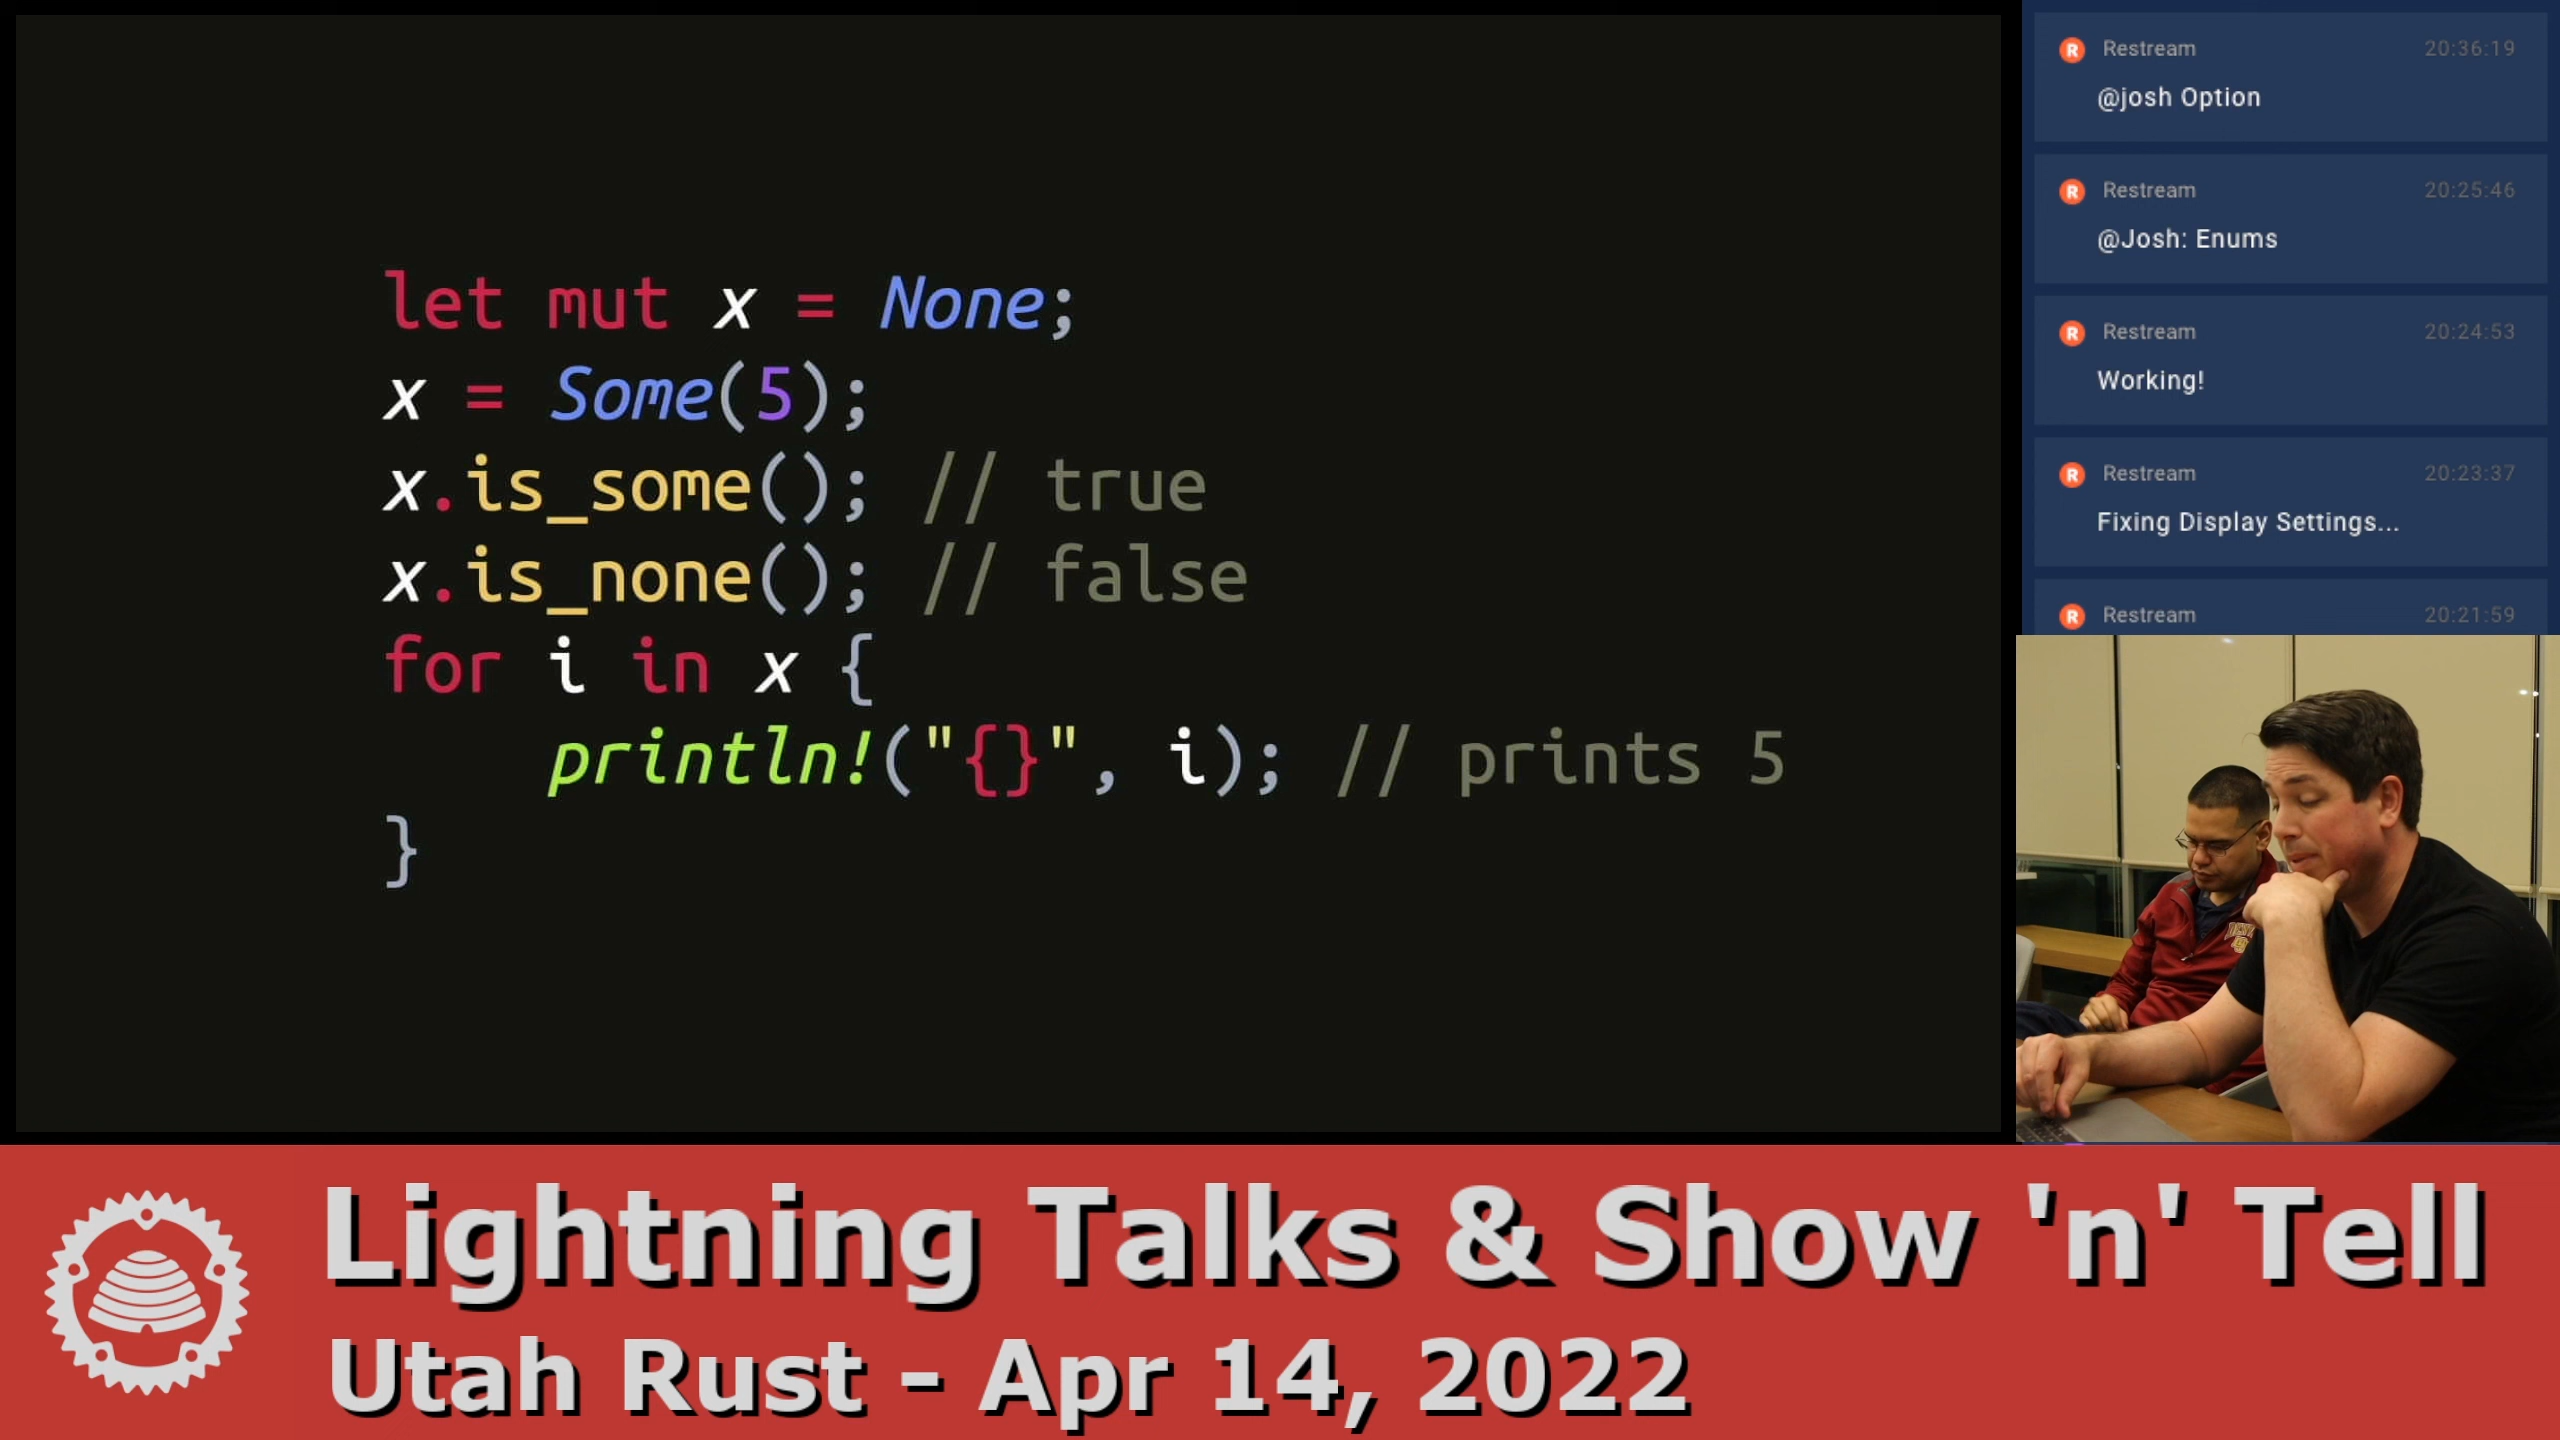 let mut x = None;
x = Some(5);
x.is_some(); // true
x.is_none(); // false
for i in x {
    println!("{}", i); // prints 5
}
R Restream 20:36:19
@josh Option
R Restream 20:25:46
@Josh: Enums
R Restream 20:24:53
Working!
R Restream 20:23:37
Fixing Display Settings...
R Restream 20:21:59
Lightning Talks & Show 'n' Tell
Utah Rust - Apr 14, 2022